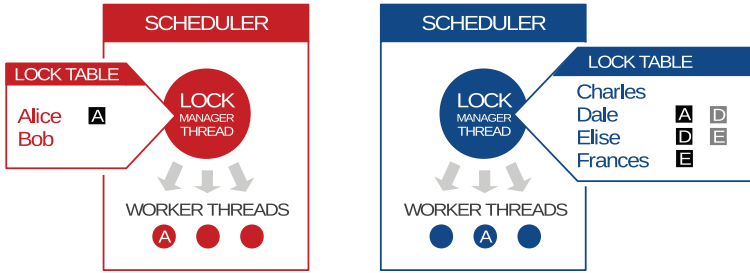 SCHEDULER
LOCK TABLE
Alice A
Bob
LOCK
MANAGER
THREAD
WORKER THREADS
A
SCHEDULER
LOCK TABLE
Charles
Dale A D
Elise D E
Frances E
LOCK
MANAGER
THREAD
WORKER THREADS
A